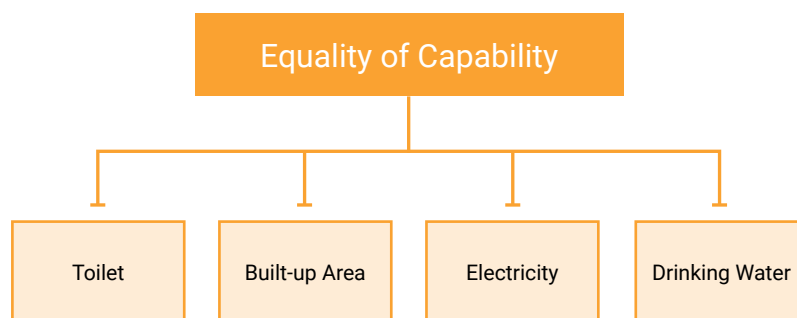 Equality of Capability
Toilet
Built-up Area
Electricity
Drinking Water